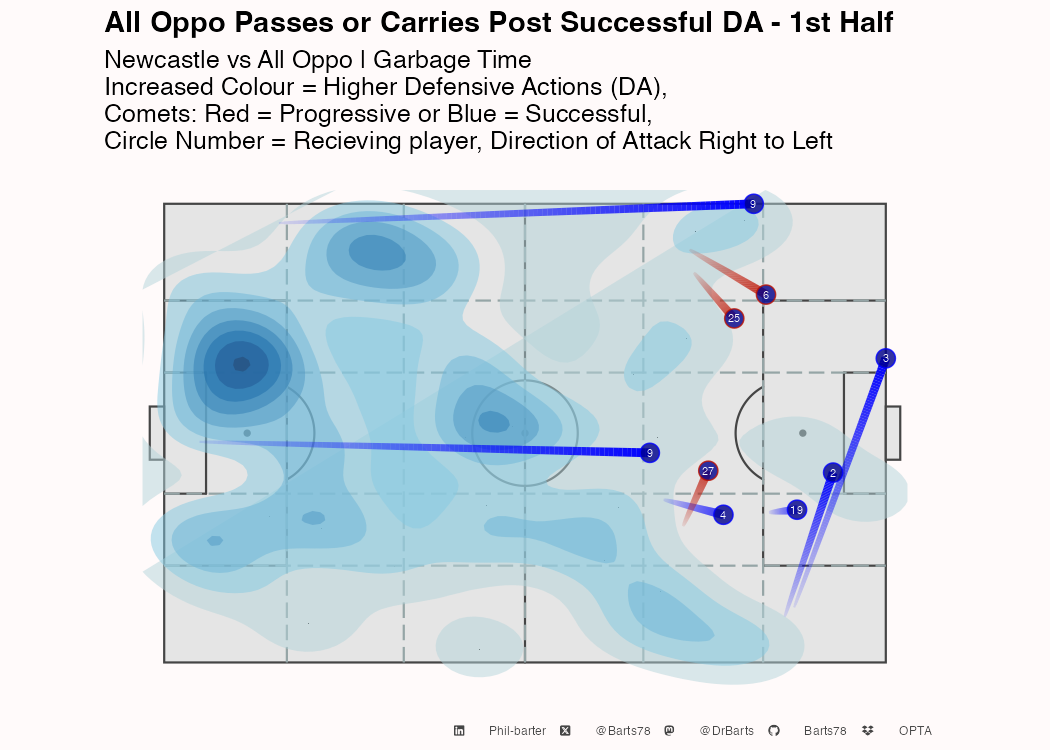 All Oppo Passes or Carries Post Successful DA - 1st Half
Newcastle vs All Oppo | Garbage Time
Increased Colour = Higher Defensive Actions (DA),
Comets: Red = Progressive or Blue = Successful,
Circle Number = Recieving player, Direction of Attack Right to Left
9
6
25
3
9
27
2
4
19
Phil-barter @Barts78 @DrBarts Barts78 OPTA